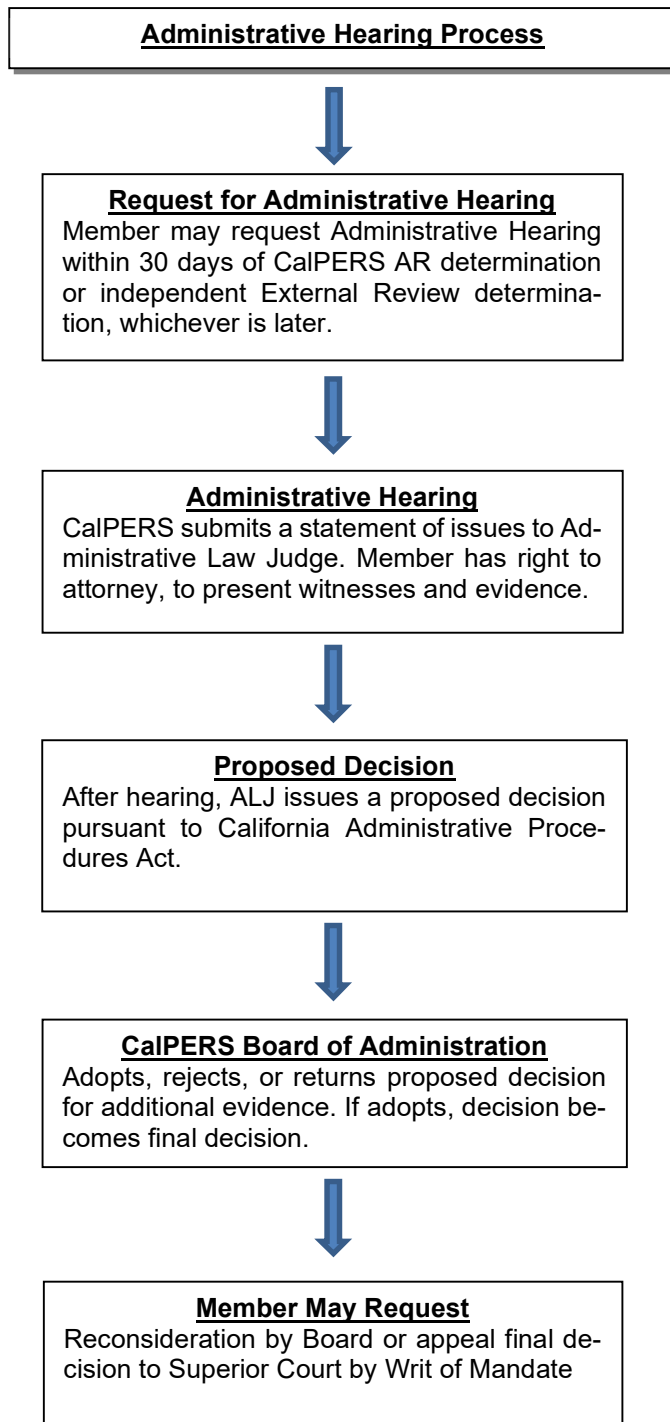 Administrative Hearing Process
Request for Administrative Hearing
Member may request Administrative Hearing
within 30 days of CalPERS AR determination
or independent External Review determina-
tion, whichever is later.
Administrative Hearing
CalPERS submits a statement of issues to Ad-
ministrative Law Judge. Member has right to
attorney, to present witnesses and evidence.
Proposed Decision
After hearing, ALJ issues a proposed decision
pursuant to California Administrative Proce-
dures Act.
CalPERS Board of Administration
Adopts, rejects, or returns proposed decision
for additional evidence. If adopts, decision be-
comes final decision.
Member May Request
Reconsideration by Board or appeal final de-
cision to Superior Court by Writ of Mandate